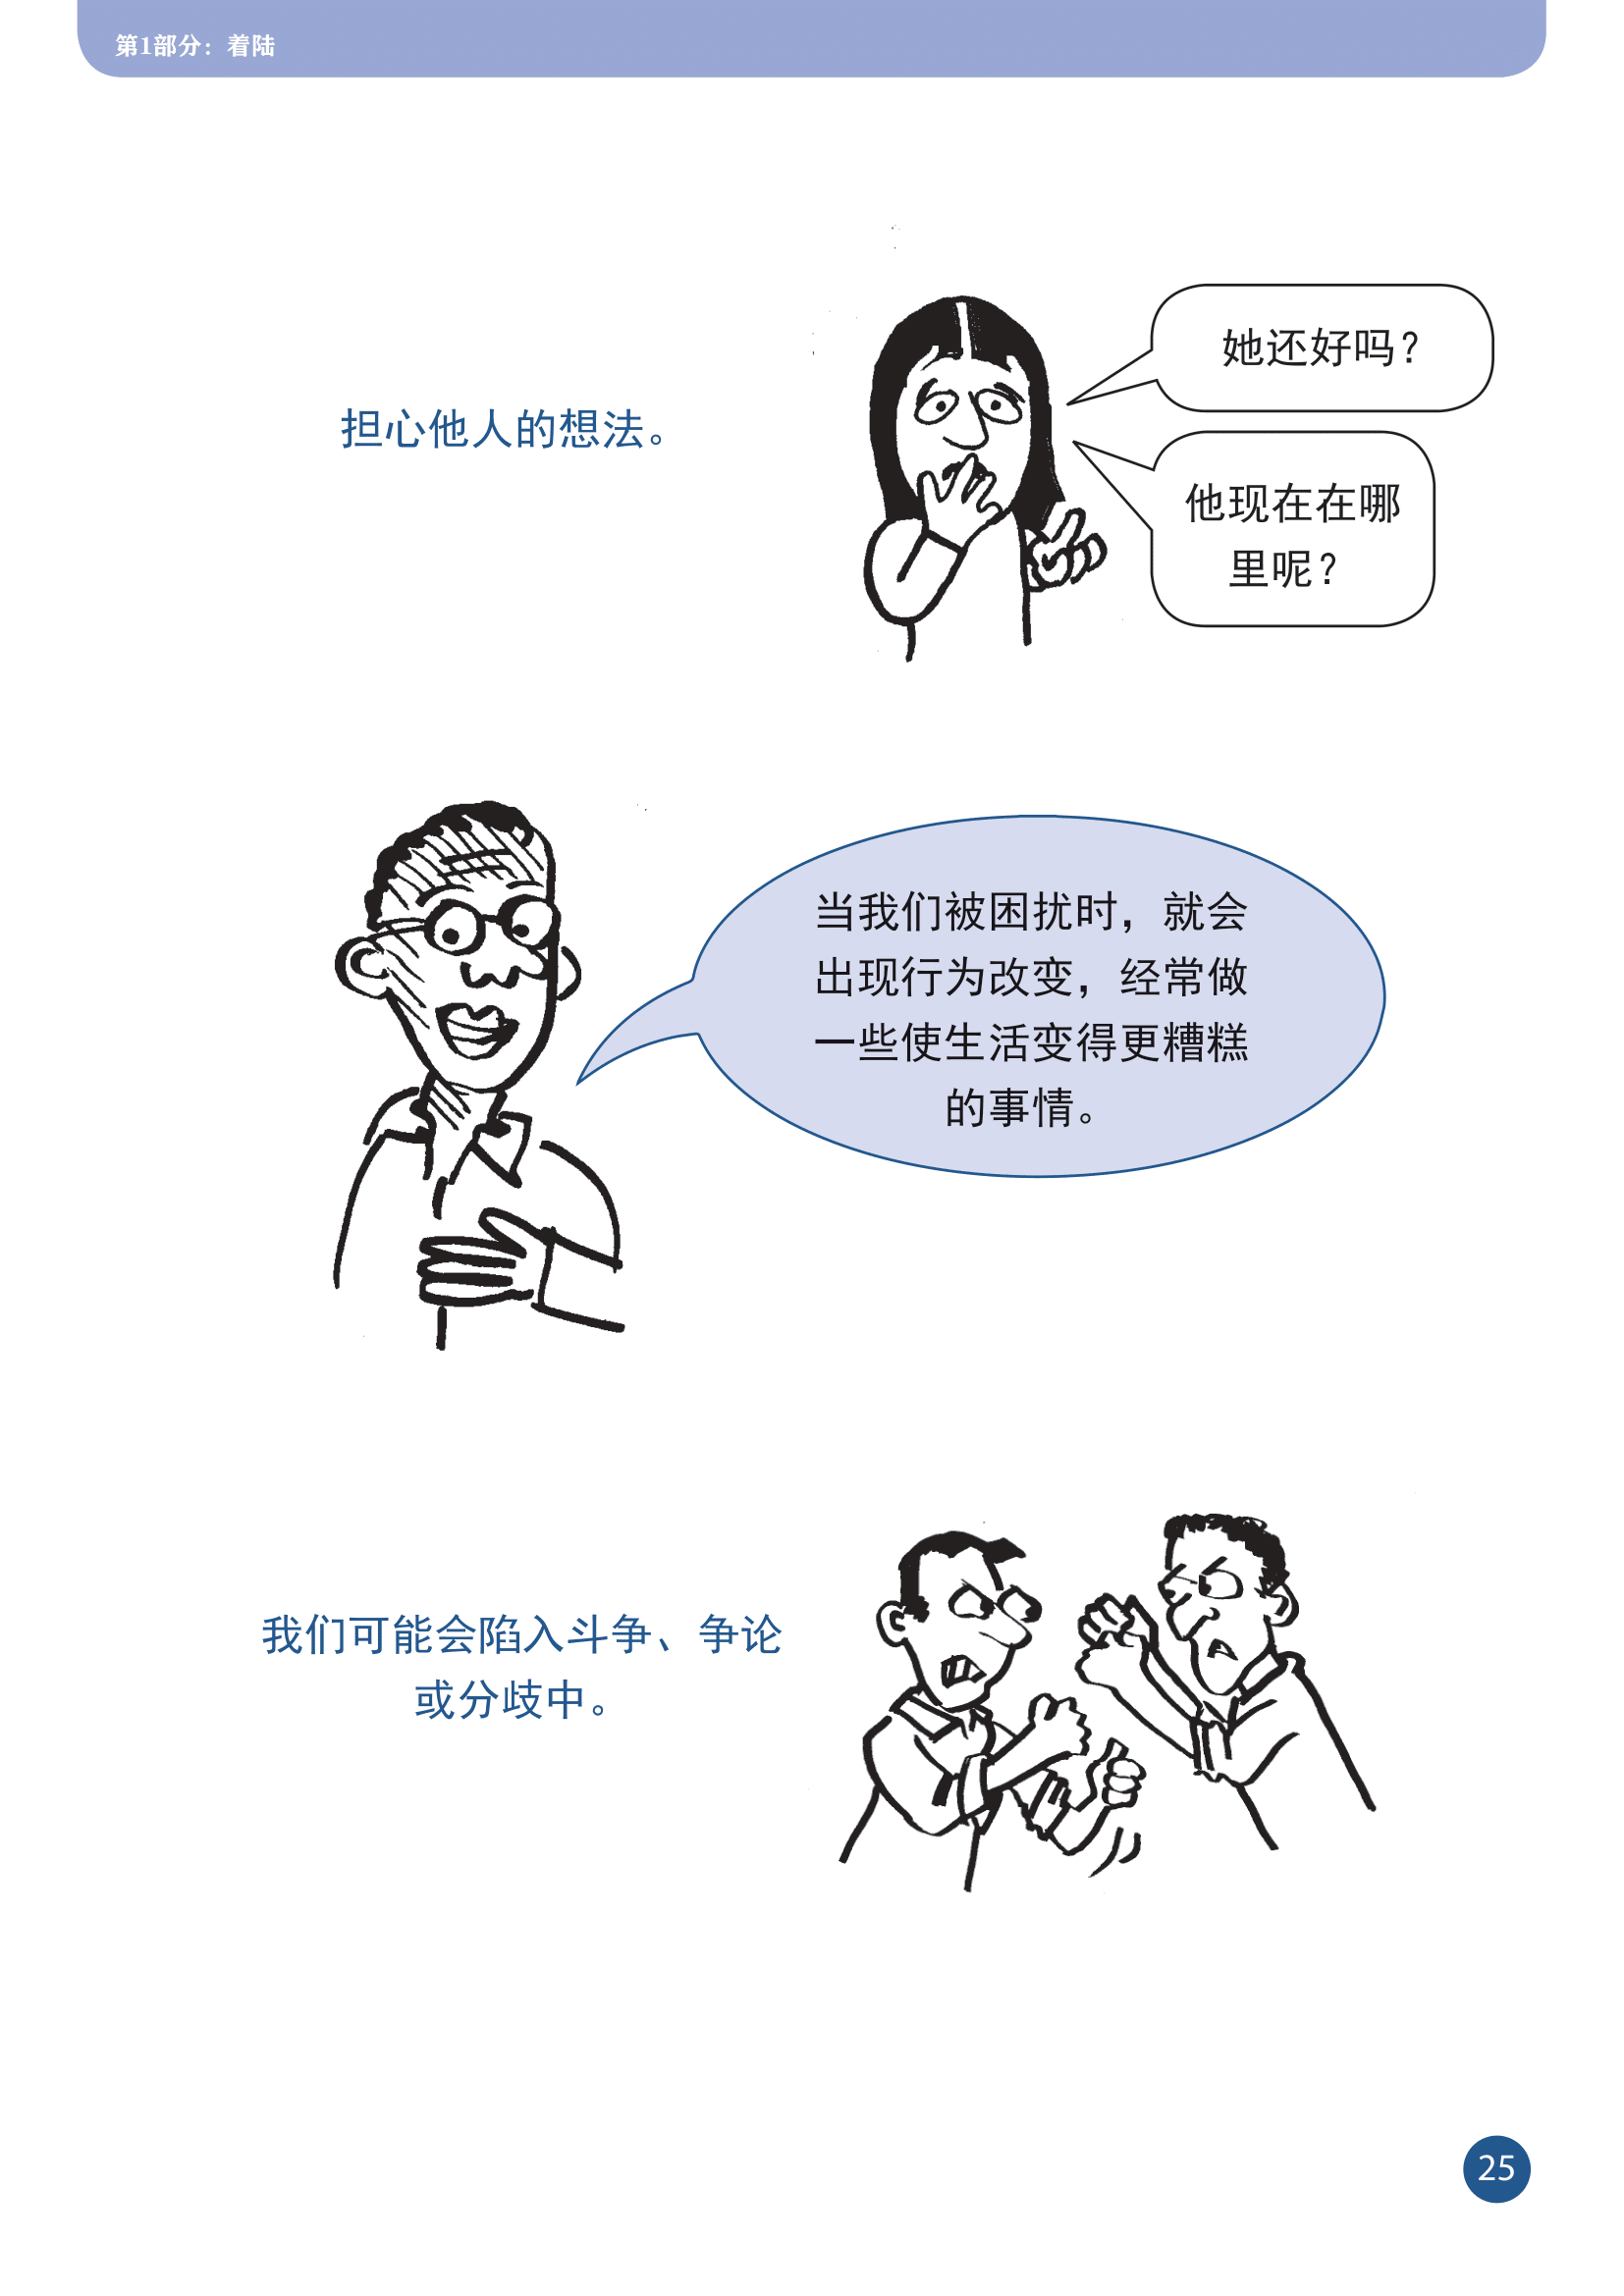 第1部分：着陆
担心他人的想法。
她还好吗？
他现在在哪
里呢？
当我们被困扰时，就会
出现行为改变，经常做
一些使生活变得更糟糕
的事情。
我们可能会陷入斗争、争论
或分歧中。
25